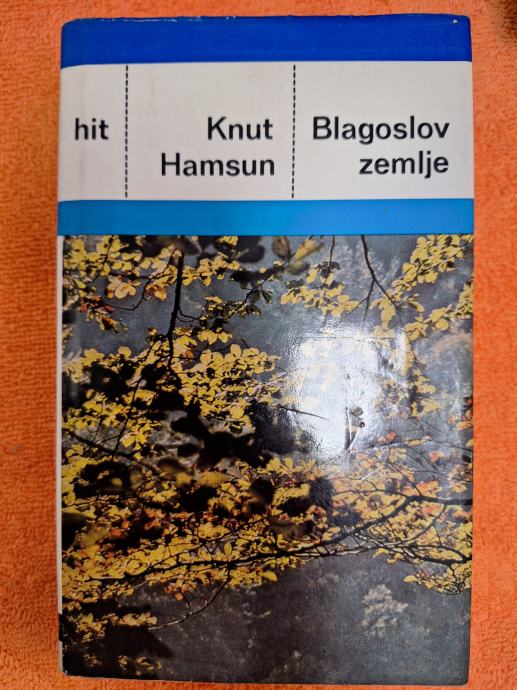 hit
Knut
Hamsun
Blagoslov
zemlje